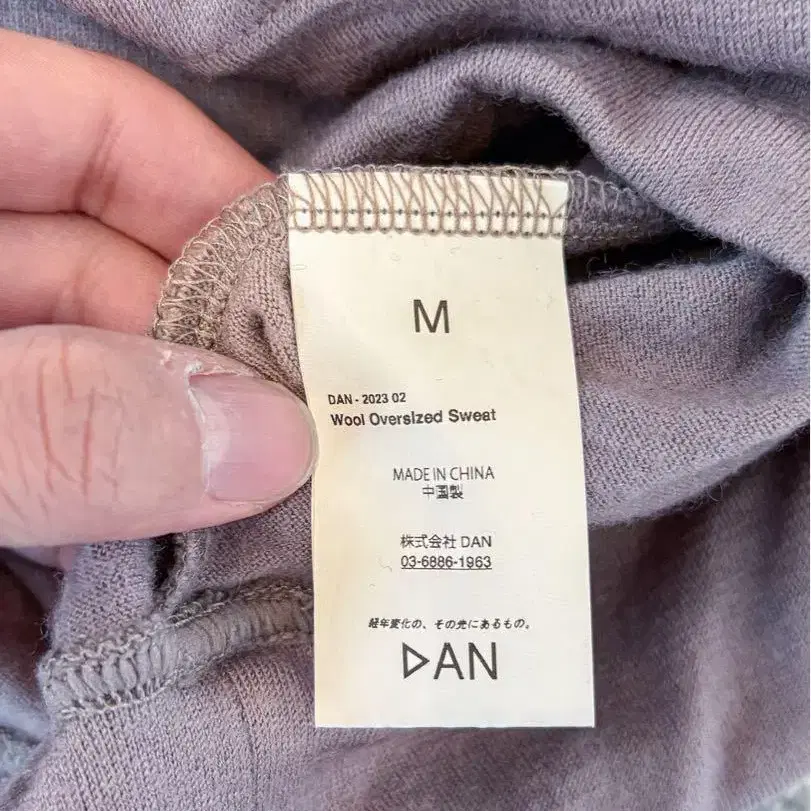 M
DAN - 2023 02
Wool Oversized Sweat
MADE IN CHINA
中国製
株式会社 DAN
03-6886-1963
経年変化の、その先にあるもの。
DAN